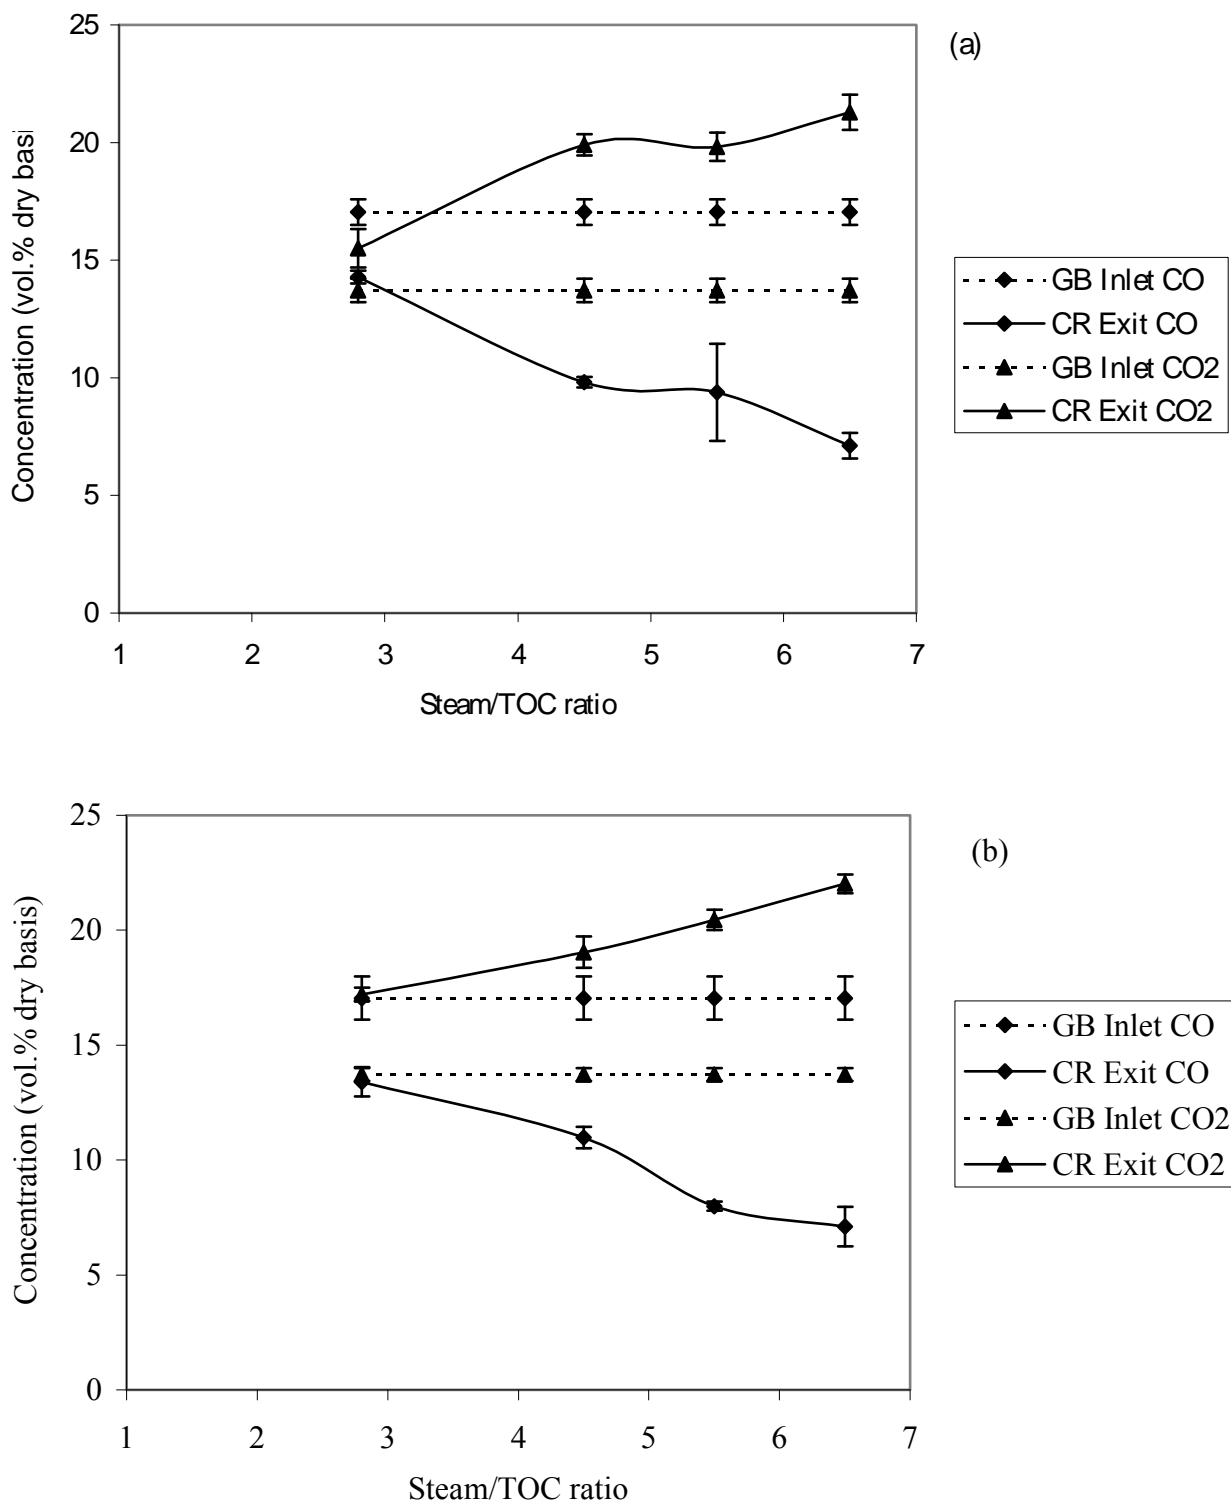 (a)
25
20
15
10
5
0
1 2 3 4 5 6 7
Concentration (vol.% dry basi
Steam/TOC ratio
GB Inlet CO
CR Exit CO
GB Inlet CO2
CR Exit CO2
(b)
25
20
15
10
5
0
1 2 3 4 5 6 7
Concentration (vol.% dry basis)
Steam/TOC ratio
GB Inlet CO
CR Exit CO
GB Inlet CO2
CR Exit CO2